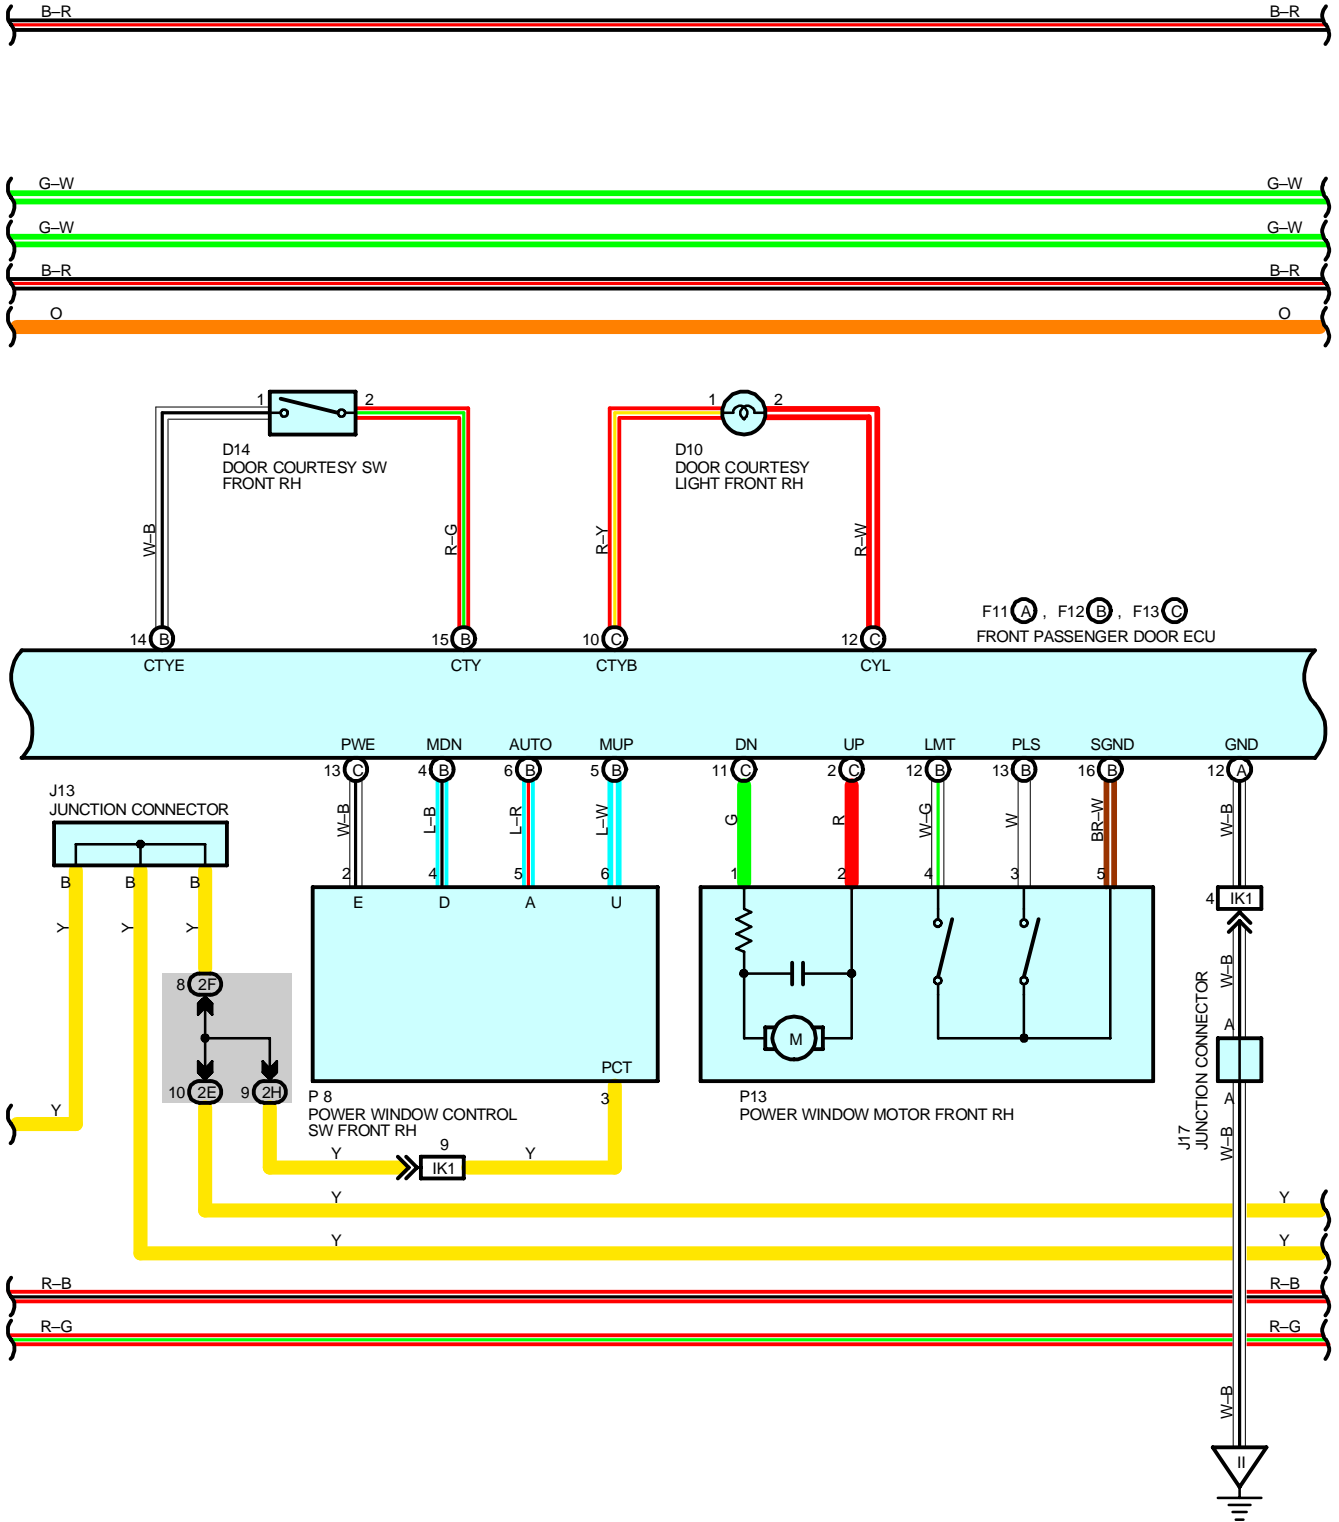 B–R B–R
G–W G–W
G–W G–W
B–R B–R
O O
1 2 1 2
D14 D10
DOOR COURTESY SW DOOR COURTESY
FRONT RH LIGHT FRONT RH
W–B R–G R–Y R–W
F11 A , F12 B , F13 C
FRONT PASSENGER DOOR ECU
14 B 15 B 10 C 12 C
CTYE CTY CTYB CYL
PWE MDN AUTO MUP DN UP LMT PLS SGND GND
13 C 4 B 6 B 5 B 11 C 2 C 12 B 13 B 16 B 12 A
J13
JUNCTION CONNECTOR
W–B L–B L–R L–W G R W–G W BR–W W–B
B B B 2 4 5 6 1 2 4 3 5
E D A U 4 IK1
Y Y Y
W–B
8 2F
A
M
JUNCTION CONNECTOR
J17
PCT
10 2E 9 2H
P 8 3 P13 A
POWER WINDOW CONTROL POWER WINDOW MOTOR FRONT RH
SW FRONT RH
Y
W–B
9
Y IK1 Y
Y Y
Y Y
R–B R–B
R–G R–G
W–B
II